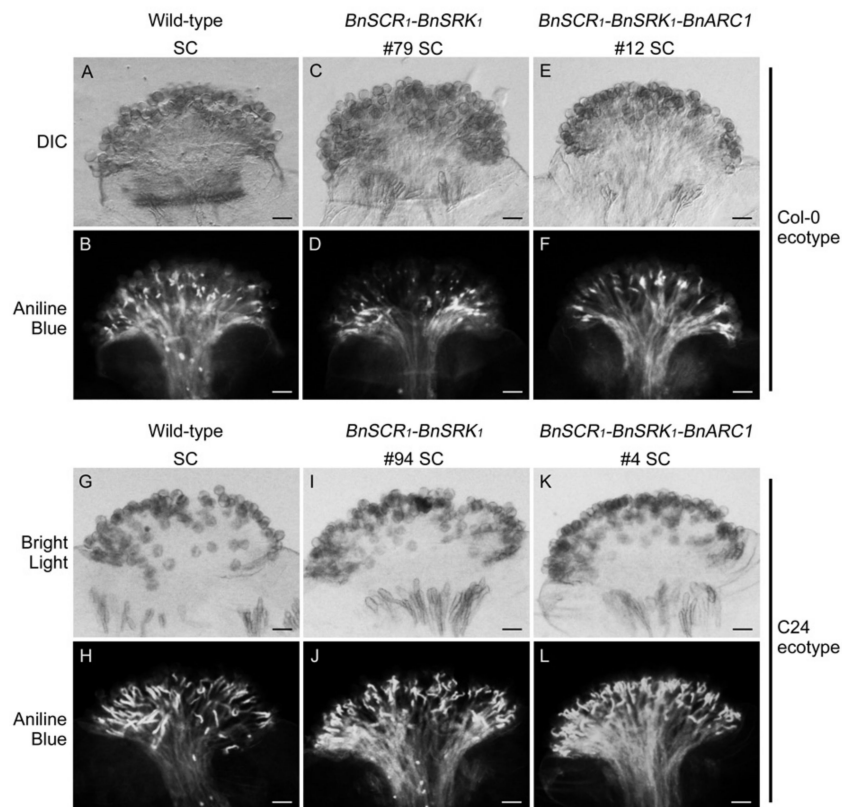 Wild-type BnSCR₁-BnSRK₁ BnSCR₁-BnSRK₁-BnARC1
SC #79 SC #12 SC
A C E
DIC
B D F
Aniline
Blue
Col-0
ecotype
Wild-type BnSCR₁-BnSRK₁ BnSCR₁-BnSRK₁-BnARC1
SC #94 SC #4 SC
G I K
Bright
Light
H J L
Aniline
Blue
C24
ecotype